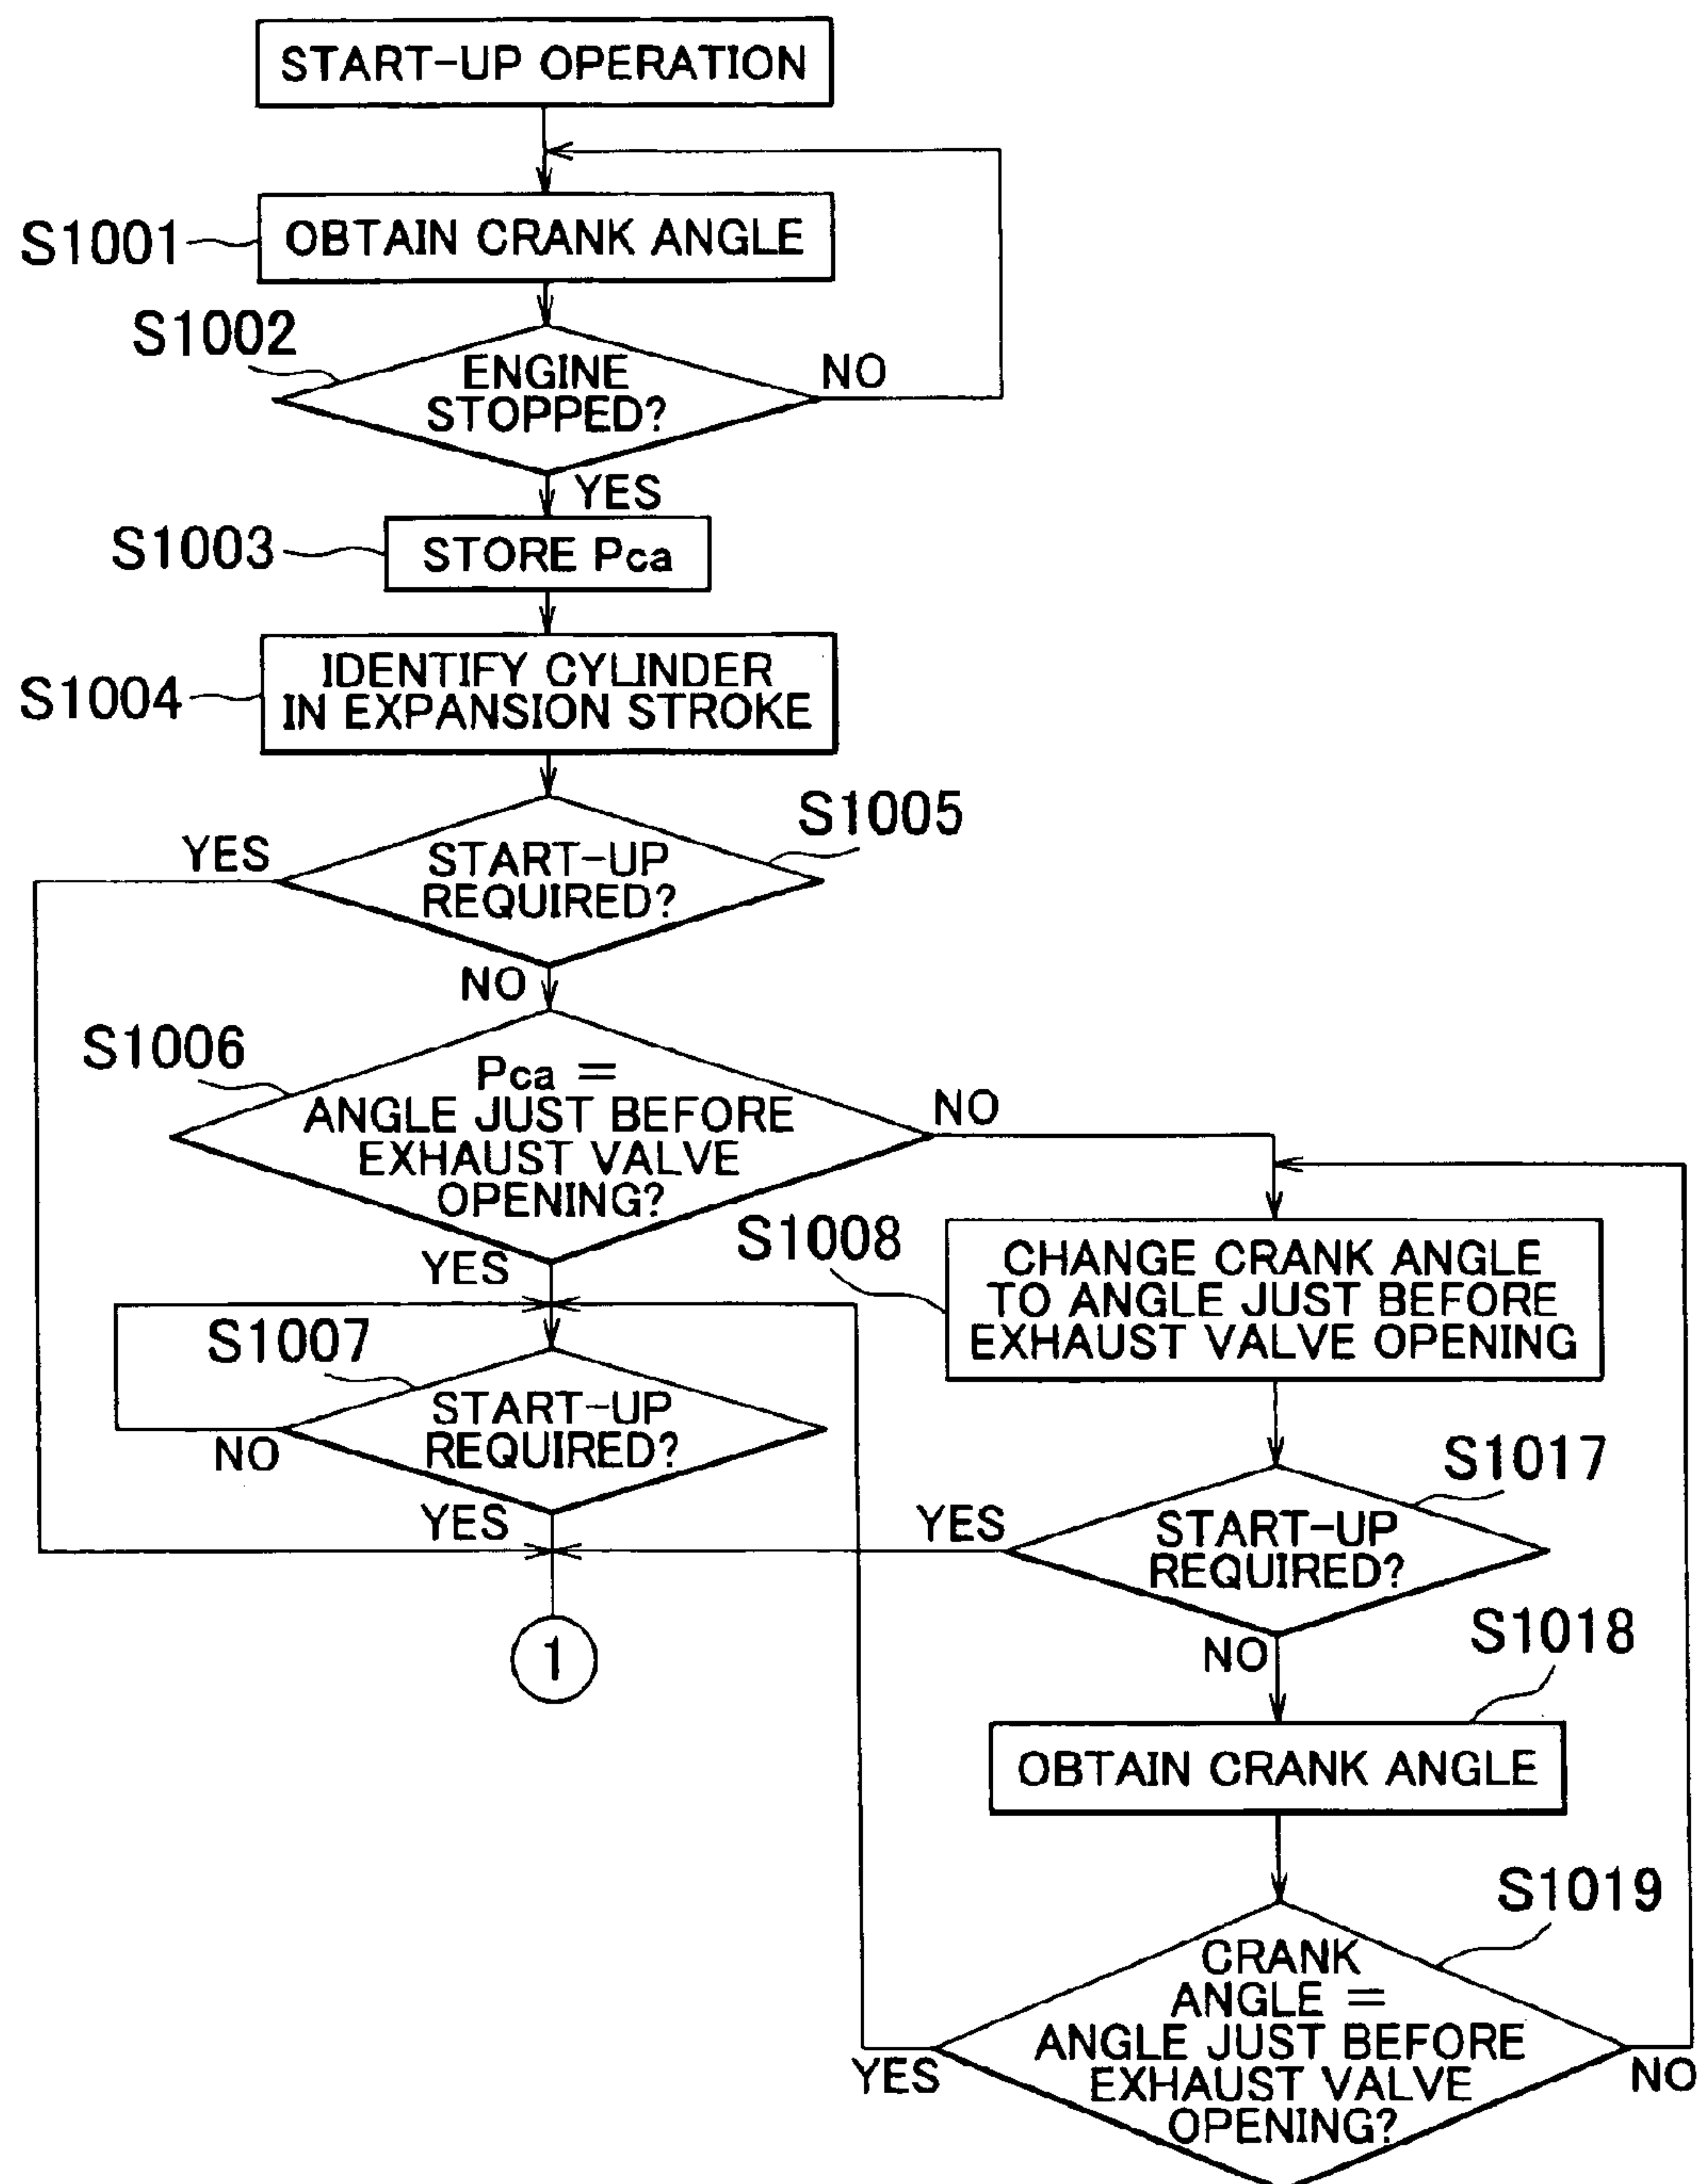 START-UP OPERATION
S1001
OBTAIN CRANK ANGLE
S1002
ENGINE
STOPPED?
NO
YES
S1003
STORE Pca
S1004
IDENTIFY CYLINDER
IN EXPANSION STROKE
S1005
YES
START-UP
REQUIRED?
NO
S1006
Pca =
ANGLE JUST BEFORE
EXHAUST VALVE
OPENING?
NO
YES
S1008
CHANGE CRANK ANGLE
TO ANGLE JUST BEFORE
EXHAUST VALVE OPENING
S1007
START-UP
REQUIRED?
NO
YES
S1017
YES
START-UP
REQUIRED?
NO
1
S1018
OBTAIN CRANK ANGLE
S1019
CRANK
ANGLE =
ANGLE JUST BEFORE
EXHAUST VALVE
OPENING?
YES
NO